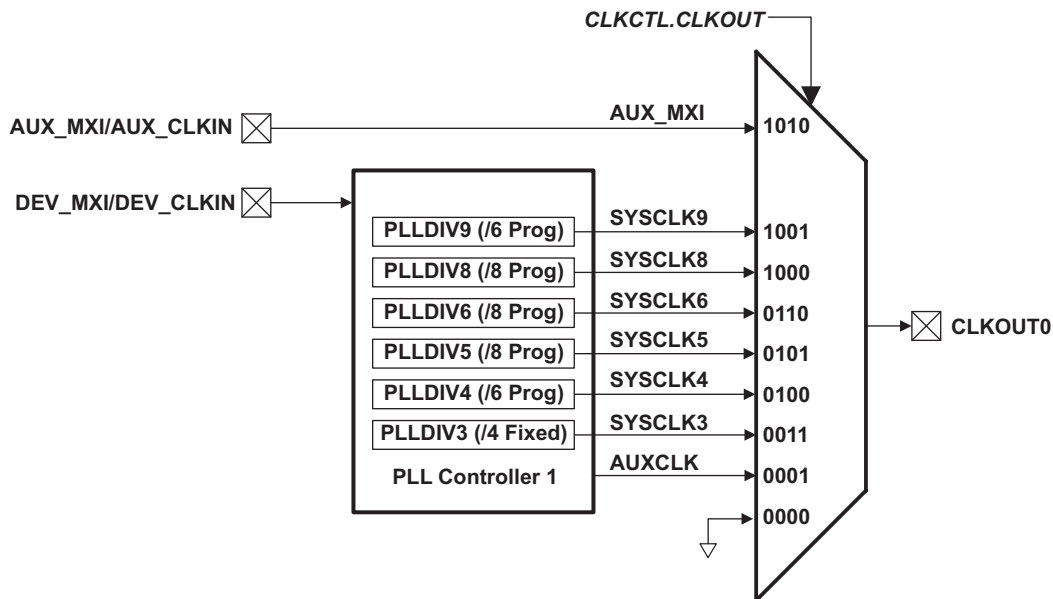 CLKCTL.CLKOUT
AUX_MXI/AUX_CLKIN
AUX_MXI
1010
DEV_MXI/DEV_CLKIN
PLLDIV9 (/6 Prog)
SYSCLK9
1001
PLLDIV8 (/8 Prog)
SYSCLK8
1000
PLLDIV6 (/8 Prog)
SYSCLK6
0110
CLKOUT0
PLLDIV5 (/8 Prog)
SYSCLK5
0101
PLLDIV4 (/6 Prog)
SYSCLK4
0100
PLLDIV3 (/4 Fixed)
SYSCLK3
0011
PLL Controller 1
AUXCLK
0001
0000